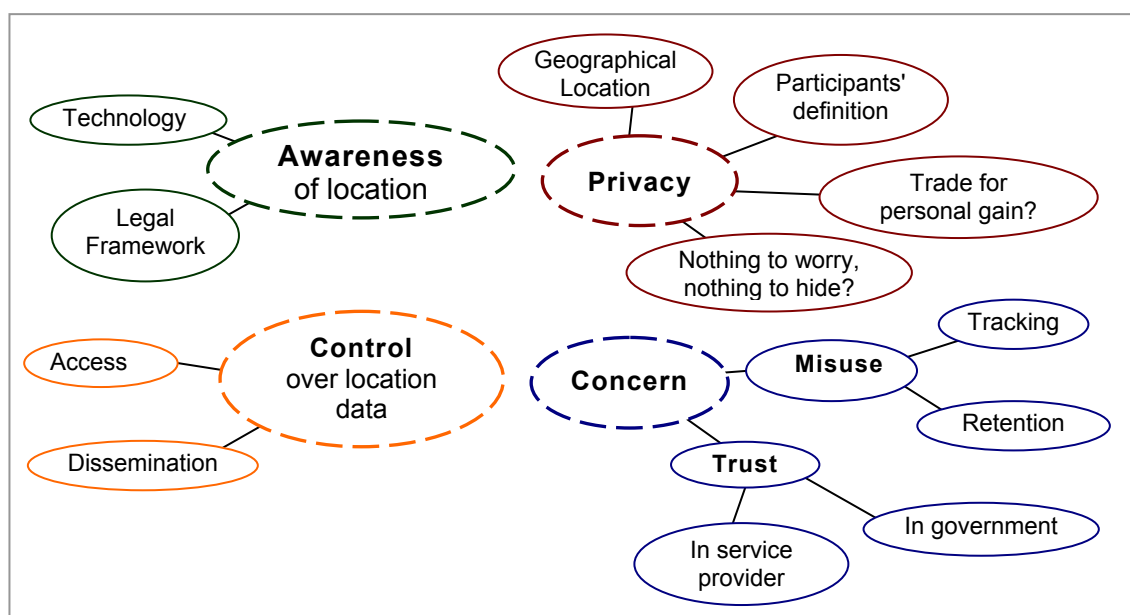 Technology
Awareness
of location
Legal
Framework
Geographical
Location
Participants'
definition
Privacy
Trade for
personal gain?
Nothing to worry,
nothing to hide?
Access
Control
over location
data
Dissemination
Concern
Misuse
Tracking
Retention
Trust
In service
provider
In government